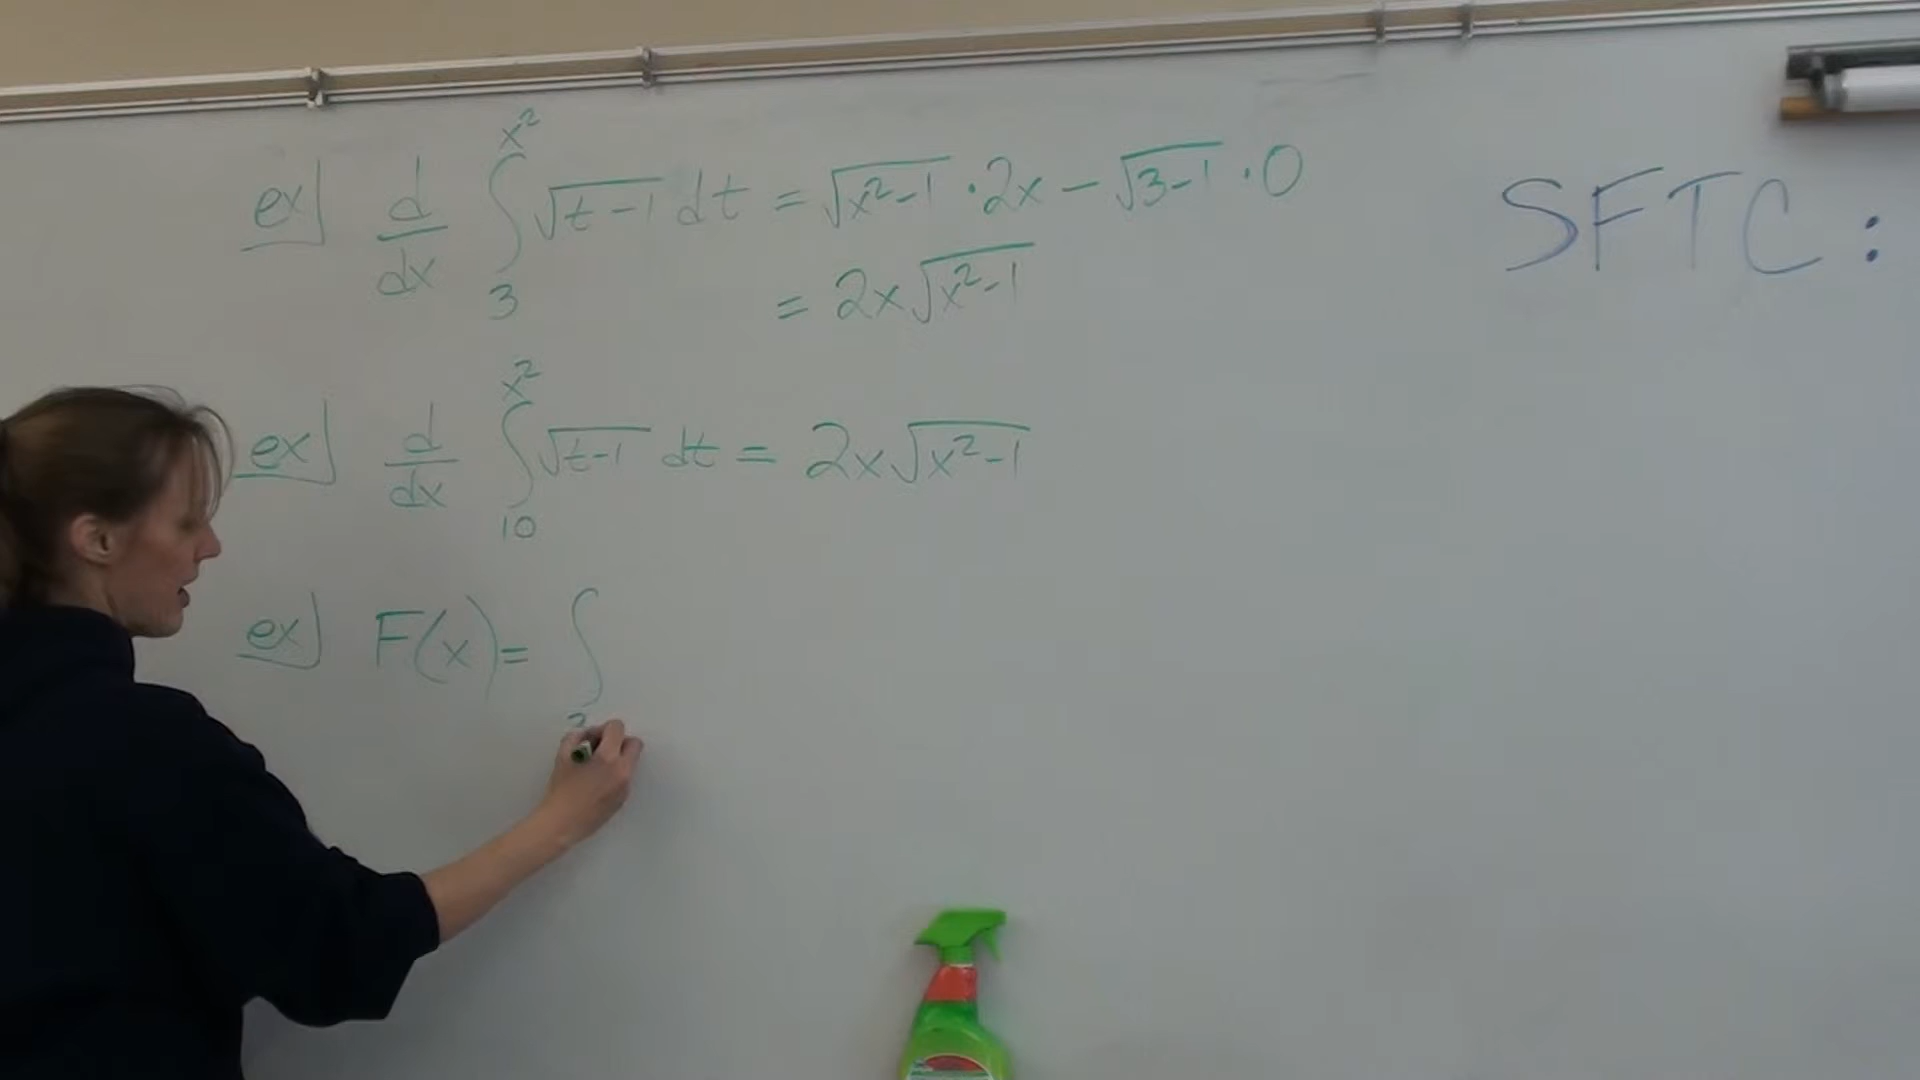 ex] d/dx ∫₃^(x²) √(t-1) dt = √(x²-1) · 2x - √(3-1) · 0
= 2x√(x²-1)
ex] d/dx ∫₁₀^(x²) √(t-1) dt = 2x√(x²-1)
ex] F(x) = ∫
SFTC: